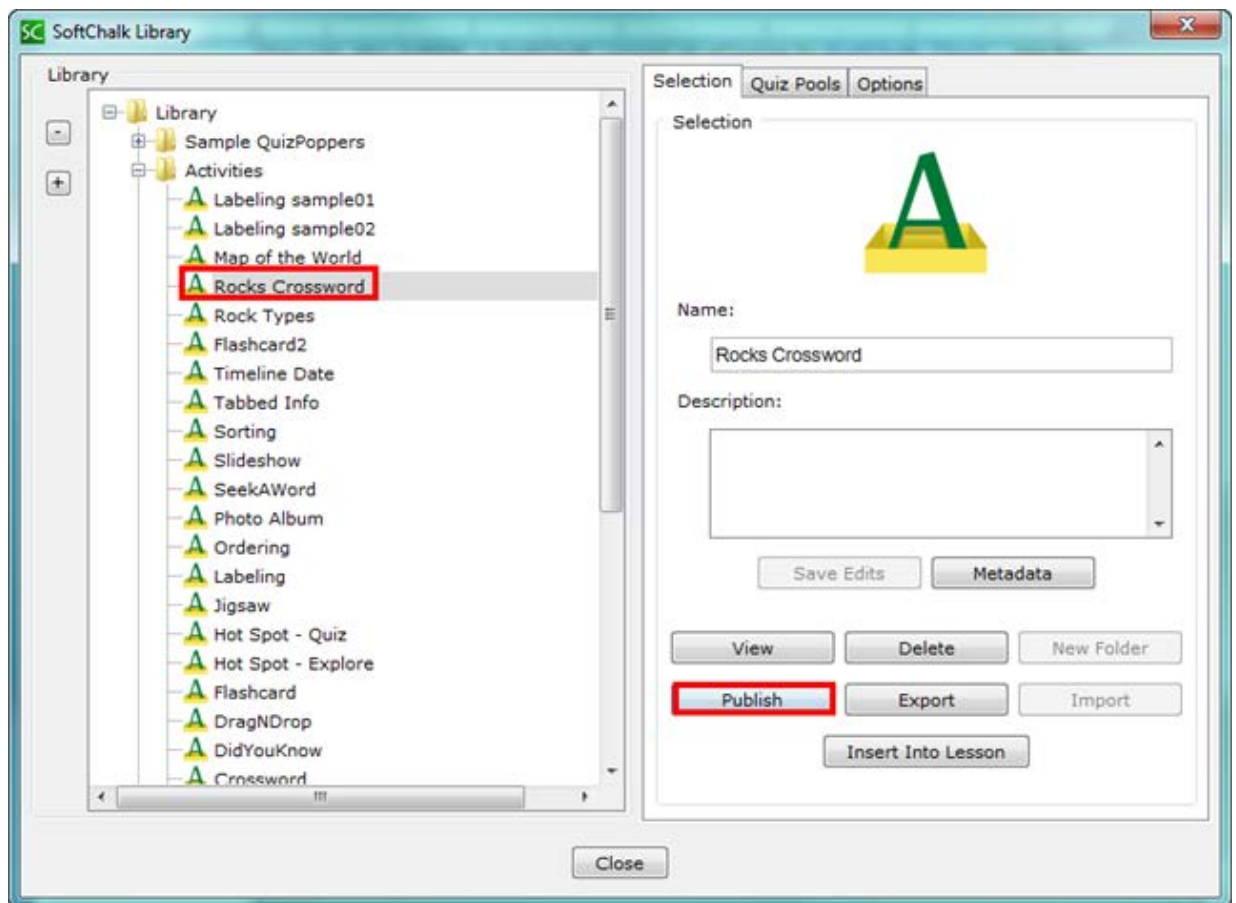 SC SoftChalk Library
X
Library
Library
Sample QuizPoppers
Activities
Labeling sample01
Labeling sample02
Map of the World
Rocks Crossword
Rock Types
Flashcard2
Timeline Date
Tabbed Info
Sorting
Slideshow
SeekAWord
Photo Album
Ordering
Labeling
Jigsaw
Hot Spot - Quiz
Hot Spot - Explore
Flashcard
DragNDrop
DidYouKnow
Crossword
Selection Quiz Pools Options
Selection
A
Name:
Rocks Crossword
Description:
Save Edits Metadata
View Delete New Folder
Publish Export Import
Insert Into Lesson
Close